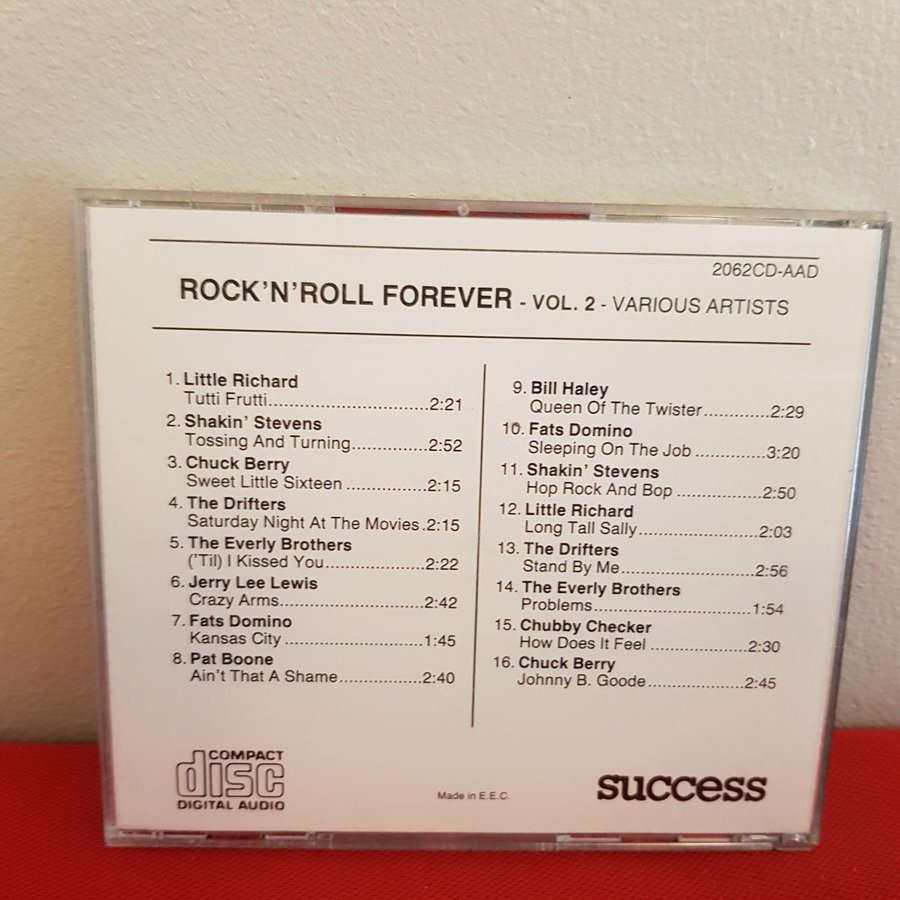 2062CD-AAD
ROCK'N'ROLL FOREVER - VOL. 2 - VARIOUS ARTISTS
1. Little Richard
Tutti Frutti..............................2:21
2. Shakin' Stevens
Tossing And Turning..............2:52
3. Chuck Berry
Sweet Little Sixteen ...............2:15
4. The Drifters
Saturday Night At The Movies.2:15
5. The Everly Brothers
('Til) I Kissed You....................2:22
6. Jerry Lee Lewis
Crazy Arms...........................2:42
7. Fats Domino
Kansas City ..........................1:45
8. Pat Boone
Ain't That A Shame................2:40
9. Bill Haley
Queen Of The Twister............2:29
10. Fats Domino
Sleeping On The Job .............3:20
11. Shakin' Stevens
Hop Rock And Bop ................2:50
12. Little Richard
Long Tall Sally.......................2:03
13. The Drifters
Stand By Me.........................2:56
14. The Everly Brothers
Problems..............................1:54
15. Chubby Checker
How Does It Feel ...................2:30
16. Chuck Berry
Johnny B. Goode...................2:45
COMPACT
disc
DIGITAL AUDIO
Made in E.E.C.
success